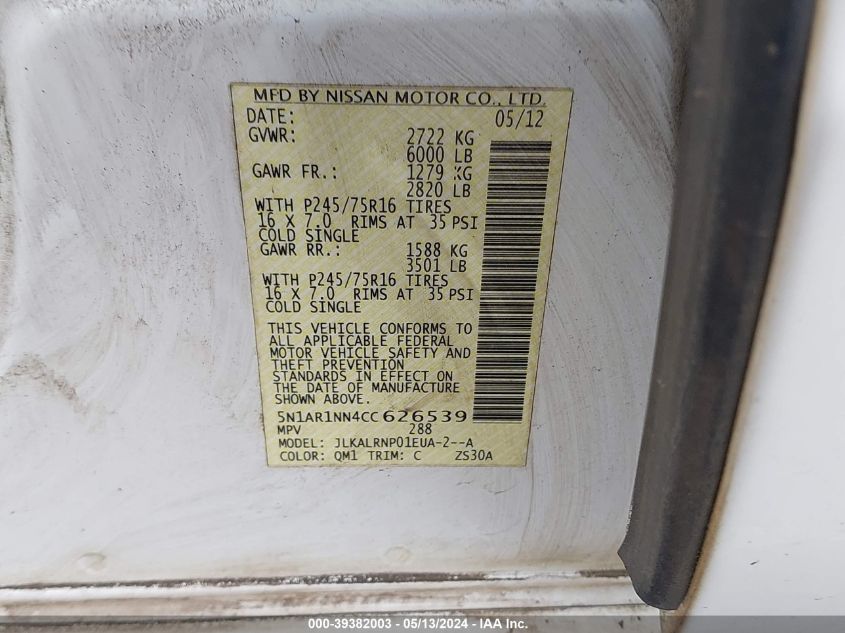 MFD BY NISSAN MOTOR CO., LTD.
DATE: 05/12
GVWR: 2722 KG
6000 LB
GAWR FR.: 1279 KG
2820 LB
WITH P245/75R16 TIRES
16 X 7.0 RIMS AT 35 PSI
COLD SINGLE
GAWR RR.: 1588 KG
3501 LB
WITH P245/75R16 TIRES
16 X 7.0 RIMS AT 35 PSI
COLD SINGLE
THIS VEHICLE CONFORMS TO
ALL APPLICABLE FEDERAL
MOTOR VEHICLE SAFETY AND
THEFT PREVENTION
STANDARDS IN EFFECT ON
THE DATE OF MANUFACTURE
SHOWN ABOVE.
5N1AR1NN4CC626539
MPV 288
MODEL: JLKALRNP01EUA-2--A
COLOR: QM1 TRIM: C ZS30A
000-39382003 - 05/13/2024 - IAA Inc.